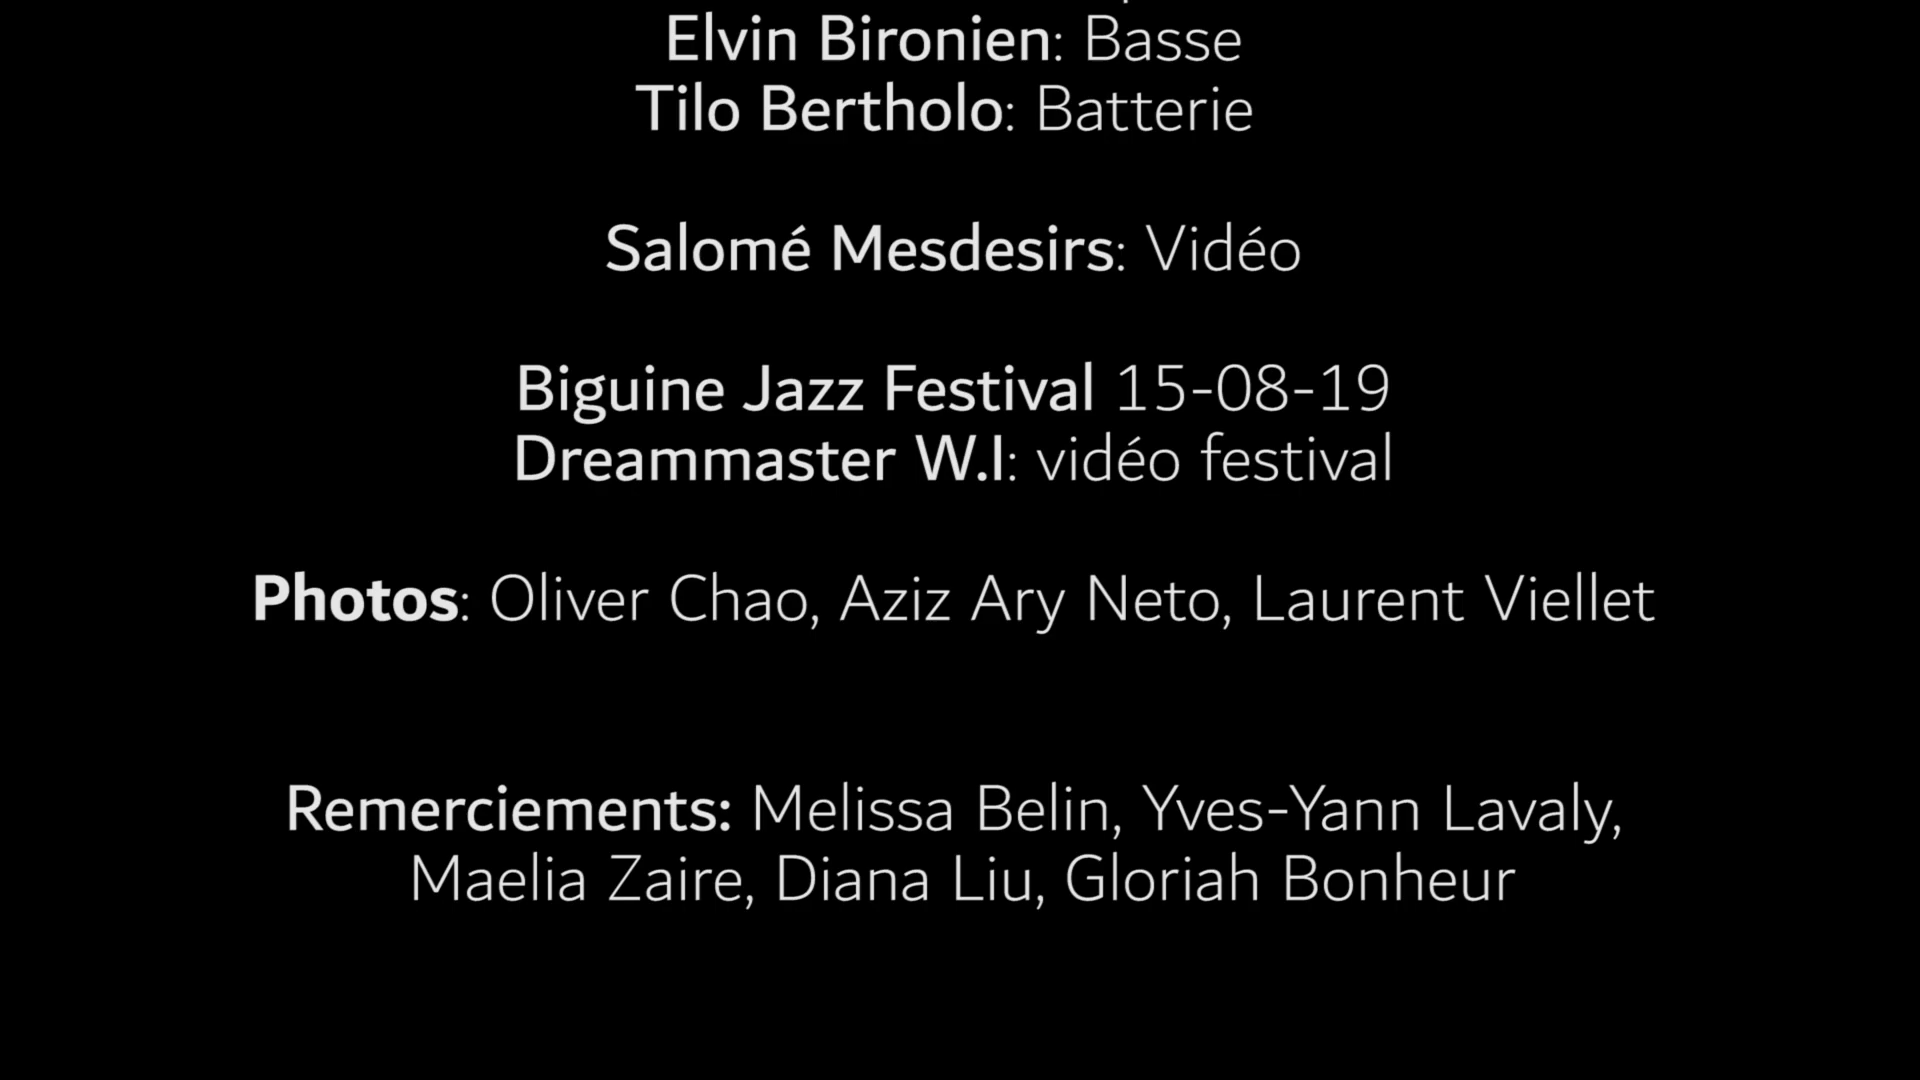 Elvin Bironien: Basse
Tilo Bertholo: Batterie
Salomé Mesdesirs: Vidéo
Biguine Jazz Festival 15-08-19
Dreammaster W.I: vidéo festival
Photos: Oliver Chao, Aziz Ary Neto, Laurent Viellet
Remerciements: Melissa Belin, Yves-Yann Lavaly,
Maelia Zaire, Diana Liu, Gloriah Bonheur